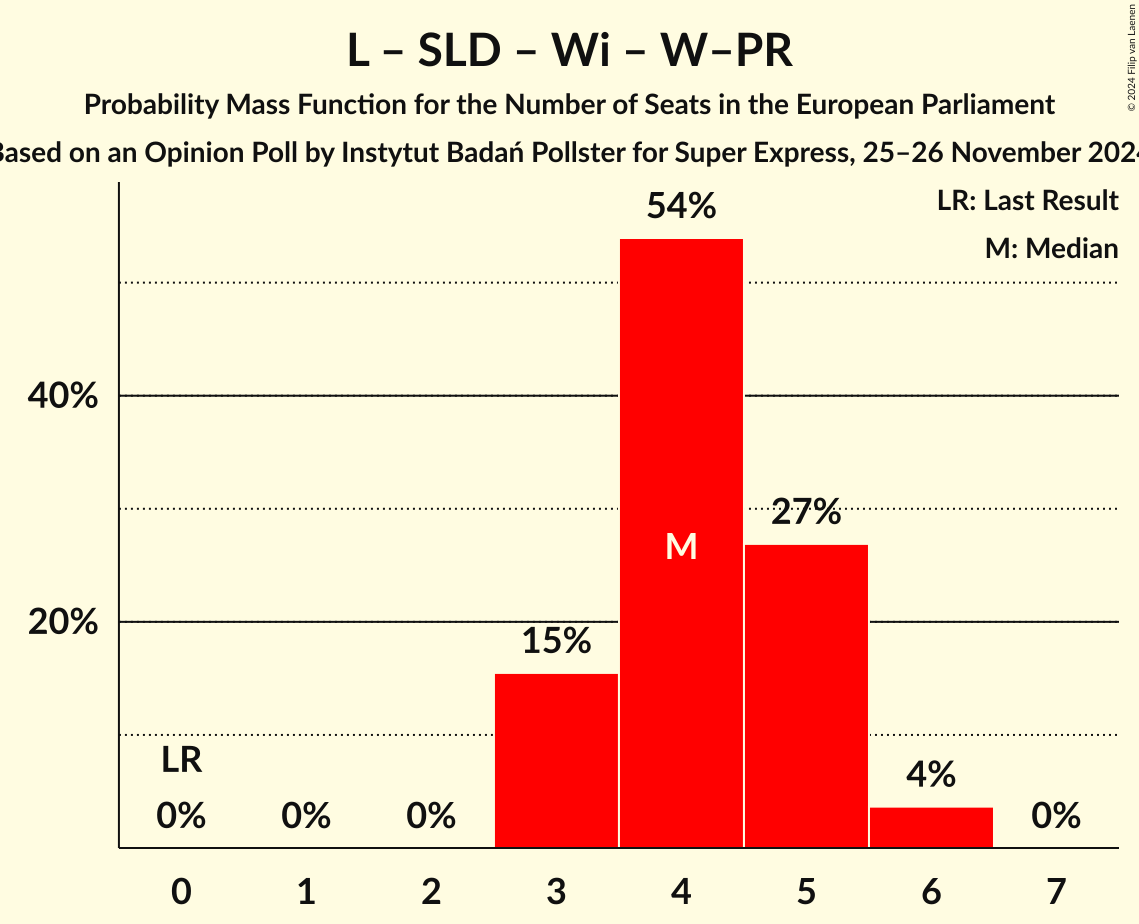 L – SLD – Wi – W–PR
Probability Mass Function for the Number of Seats in the European Parliament
Based on an Opinion Poll by Instytut Badań Pollster for Super Express, 25–26 November 2024
© 2024 Filip van Laenen
LR: Last Result
M: Median
54%
40%
27%
M
20%
15%
LR
4%
0% 0% 0% 0%
0 1 2 3 4 5 6 7